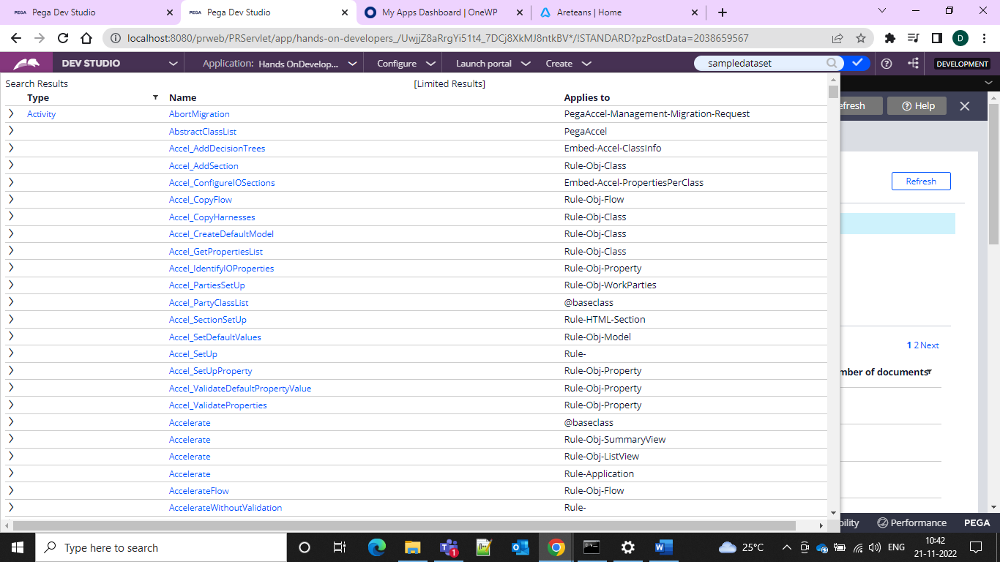 PEGA Pega Dev Studio
PEGA Pega Dev Studio
My Apps Dashboard | OneWP
Areteans | Home
localhost:8080/prweb/PRServlet/app/hands-on-developers_/UwjjZ8aRrgYi51t4_7DCj8XkMJ8ntkBV*/!STANDARD?pzPostData=2038659567
D
DEV STUDIO
Application: Hands OnDevelop...
Configure
Launch portal
Create
sampledataset
DEVELOPMENT
Search Results
[Limited Results]
Type Name Applies to
Activity AbortMigration PegaAccel-Management-Migration-Request
AbstractClassList PegaAccel
Accel_AddDecisionTrees Embed-Accel-ClassInfo
Accel_AddSection Rule-Obj-Class
Accel_ConfigureIOSections Embed-Accel-PropertiesPerClass
Accel_CopyFlow Rule-Obj-Flow
Accel_CopyHarnesses Rule-Obj-Class
Accel_CreateDefaultModel Rule-Obj-Class
Accel_GetPropertiesList Rule-Obj-Class
Accel_IdentifyIOProperties Rule-Obj-Property
Accel_PartiesSetUp Rule-Obj-WorkParties
Accel_PartyClassList @baseclass
Accel_SectionSetUp Rule-HTML-Section
Accel_SetDefaultValues Rule-Obj-Model
Accel_SetUp Rule-
Accel_SetUpProperty Rule-Obj-Property
Accel_ValidateDefaultPropertyValue Rule-Obj-Property
Accel_ValidateProperties Rule-Obj-Property
Accelerate @baseclass
Accelerate Rule-Obj-SummaryView
Accelerate Rule-Obj-ListView
Accelerate Rule-Application
AccelerateFlow Rule-Obj-Flow
AccelerateWithoutValidation Rule-
efresh
Help
Refresh
1 2 Next
mber of documents
bility
Performance
PEGA
Type here to search
1
25°C
ENG
10:42
21-11-2022